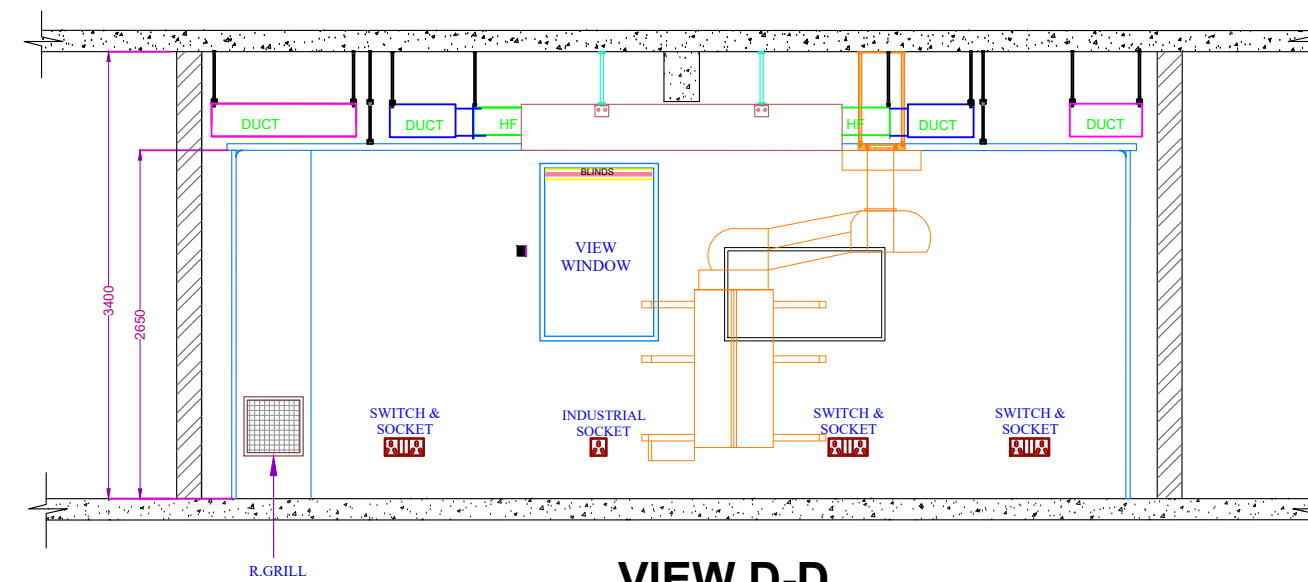 DUCT
DUCT
HF
HF
DUCT
DUCT
BLINDS
VIEW
WINDOW
3400
2650
SWITCH &
SOCKET
INDUSTRIAL
SOCKET
SWITCH &
SOCKET
SWITCH &
SOCKET
R.GRILL
VIEW D-D